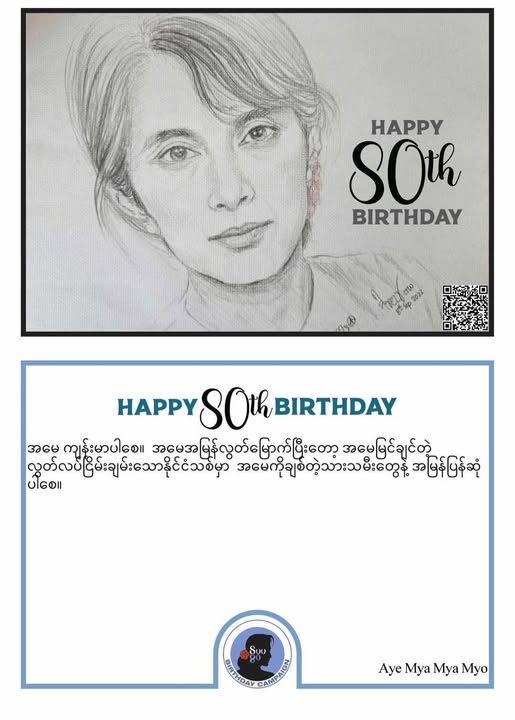 HAPPY
80th
BIRTHDAY
HAPPY 80th BIRTHDAY
အမေ ကျန်းမာပါစေ။ အမေအမြန်လွတ်မြောက်ပြီးတော့ အမေမြင်ချင်တဲ့
လွတ်လပ်ငြိမ်းချမ်းသောနိုင်ငံသစ်မှာ အမေကိုချစ်တဲ့သားသမီးတွေနဲ့ အမြန်ပြန်ဆုံ
ပါစေ။
Suu
80
BIRTHDAY CAMPAIGN
Aye Mya Mya Myo